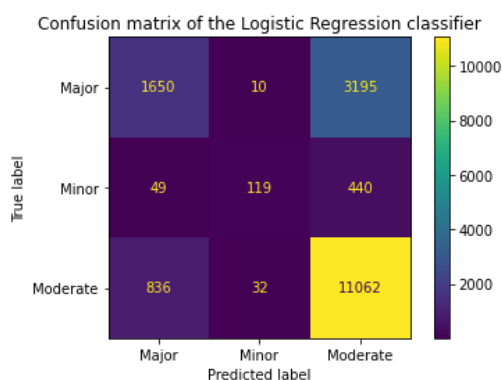 Confusion matrix of the Logistic Regression classifier
True label
Major 1650 10 3195
Minor 49 119 440
Moderate 836 32 11062
Major Minor Moderate
Predicted label
10000
8000
6000
4000
2000